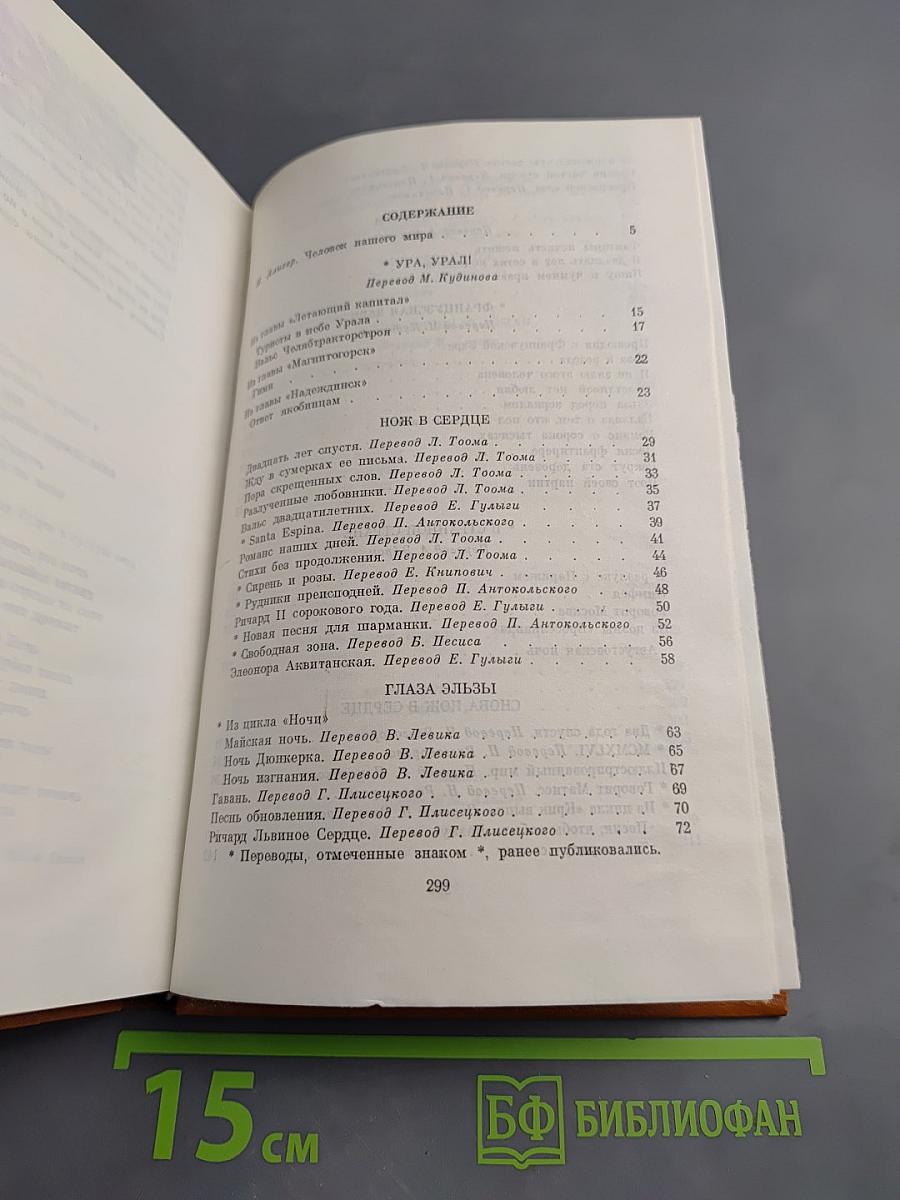 СОДЕРЖАНИЕ
Человек нашего мира . . . . . . . 5
* УРА, УРАЛ!
Перевод М. Кудинова
Из главы «Летающий капитал»
Туристы в небе Урала . . . . . . . 15
Вальс Челябтракторстроя . . . . . . . 17
Из главы «Магнитогорск»
Гимн . . . . . . . 22
Из главы «Надеждинск»
Ответ якобинцам . . . . . . . 23
НОЖ В СЕРДЦЕ
Двадцать лет спустя. Перевод Л. Тоома . . . . . 29
Жду в сумерках ее письма. Перевод Л. Тоома . . . . 31
Пора скрещенных слов. Перевод Л. Тоома . . . . . 33
Разлученные любовники. Перевод Л. Тоома . . . . . 35
Вальс двадцатилетних. Перевод Е. Гулыги . . . . . 37
* Santa Espina. Перевод П. Антокольского . . . . . 39
Романс наших дней. Перевод Л. Тоома . . . . . 41
Стихи без продолжения. Перевод Л. Тоома . . . . . 44
* Сирень и розы. Перевод Е. Книпович . . . . . . 46
* Рудники преисподней. Перевод П. Антокольского . . 48
Ричард II сорокового года. Перевод Е. Гулыги . . . . 50
* Новая песня для шарманки. Перевод П. Антокольского 52
* Свободная зона. Перевод Б. Песиса . . . . . . 56
Элеонора Аквитанская. Перевод Е. Гулыги . . . . . 58
ГЛАЗА ЭЛЬЗЫ
* Из цикла «Ночи»
Майская ночь. Перевод В. Левика . . . . . . 63
Ночь Дюнкерка. Перевод В. Левика . . . . . . 65
Ночь изгнания. Перевод В. Левика . . . . . . 67
Гавань. Перевод Г. Плисецкого . . . . . . . 69
Песнь обновления. Перевод Г. Плисецкого . . . . . 70
Ричард Львиное Сердце. Перевод Г. Плисецкого . . . . 72
* Переводы, отмеченные знаком *, ранее публиковались.
299
15 см
БФ БИБЛИОФАН